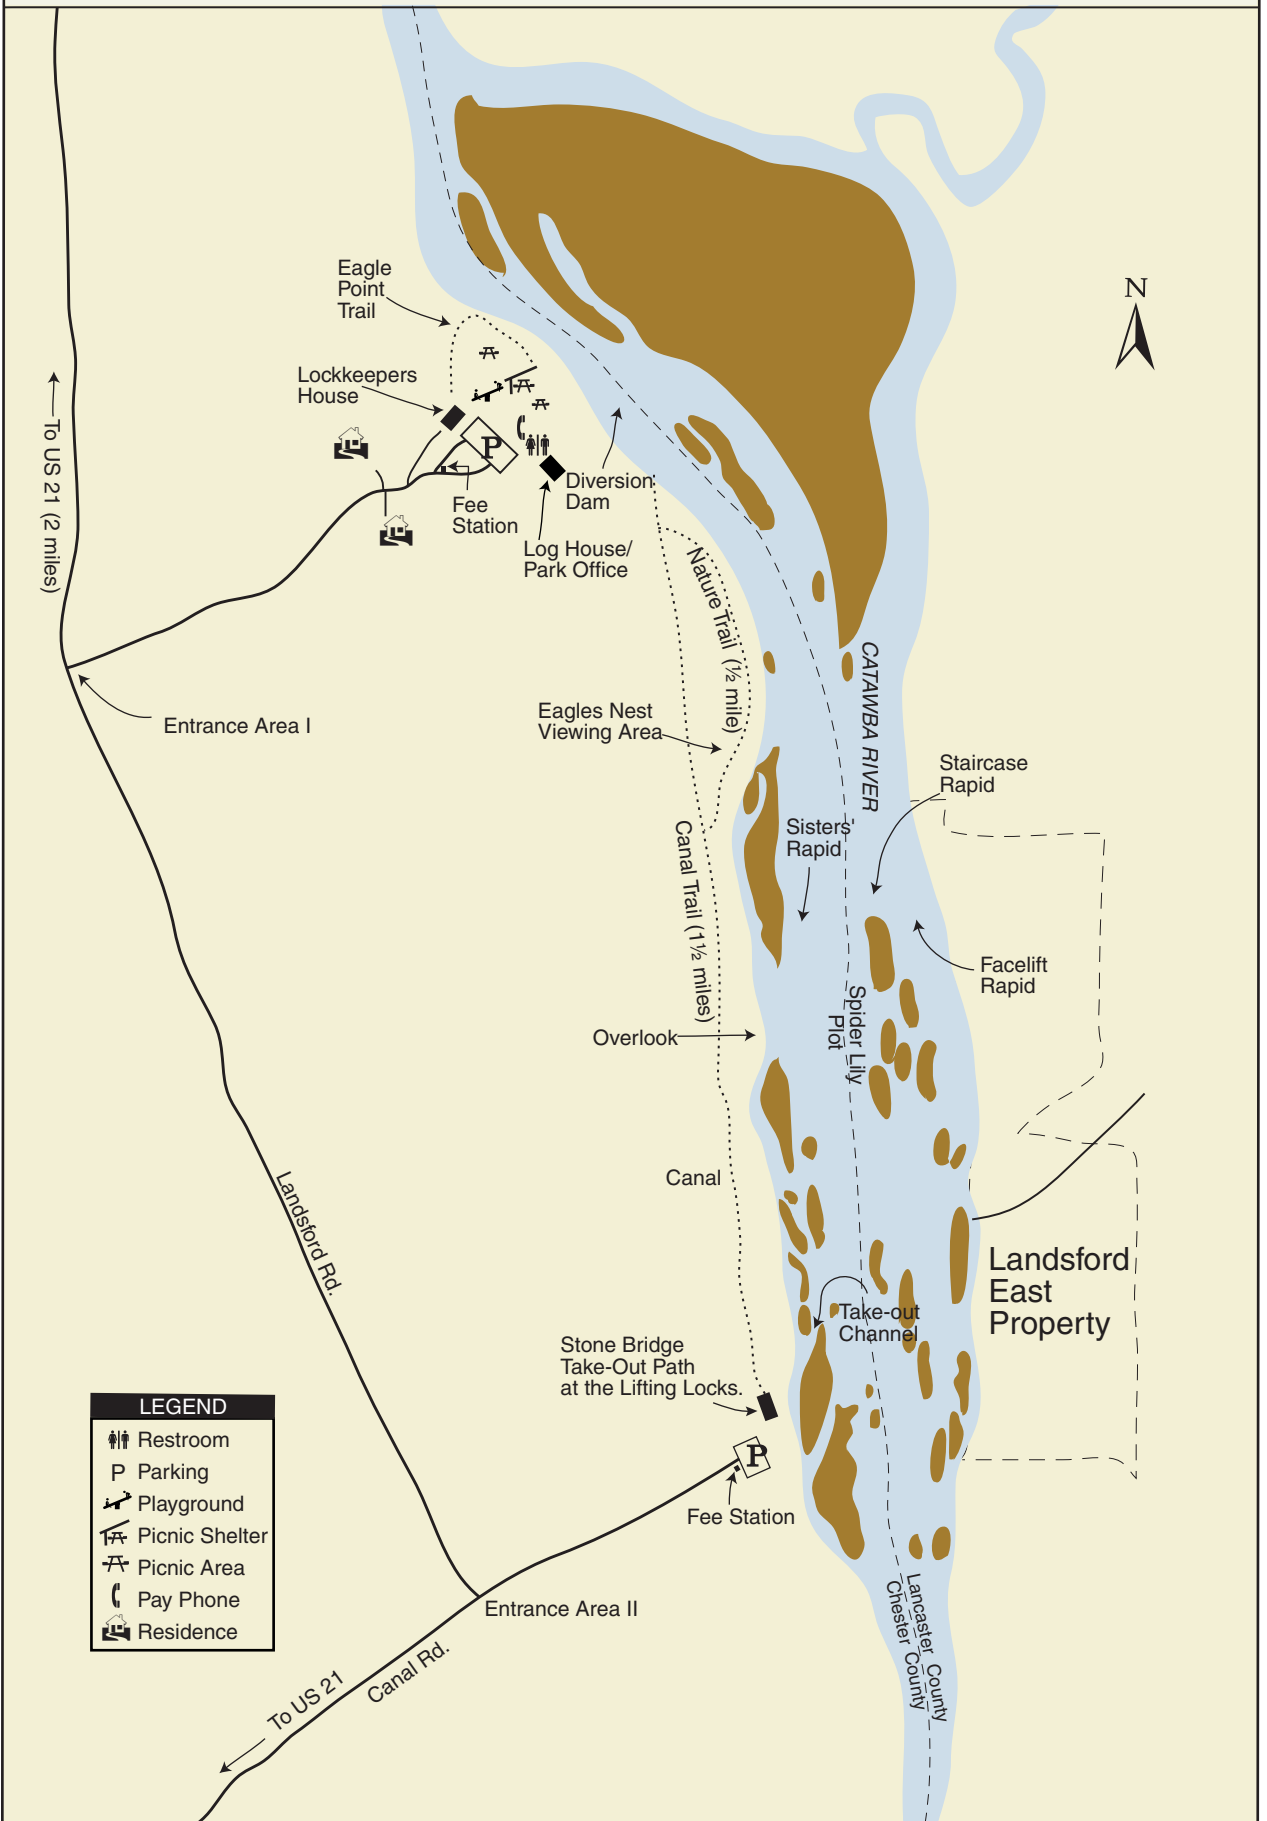 N
Eagle
Point
Trail
Lockkeepers
House
To US 21 (2 miles)
P
Fee
Station
Diversion
Dam
Log House/
Park Office
Nature Trail (½ mile)
CATAWBA RIVER
Entrance Area I
Eagles Nest
Viewing Area
Staircase
Rapid
Sisters'
Rapid
Canal Trail (1½ miles)
Facelift
Rapid
Spider Lily
Plot
Overlook
Canal
Landsford Rd.
Landsford
East
Property
Take-out
Channel
Stone Bridge
Take-Out Path
at the Lifting Locks.
P
Fee Station
LEGEND
Restroom
P Parking
Playground
Picnic Shelter
Picnic Area
Pay Phone
Residence
Entrance Area II
Canal Rd.
To US 21
Lancaster County
Chester County